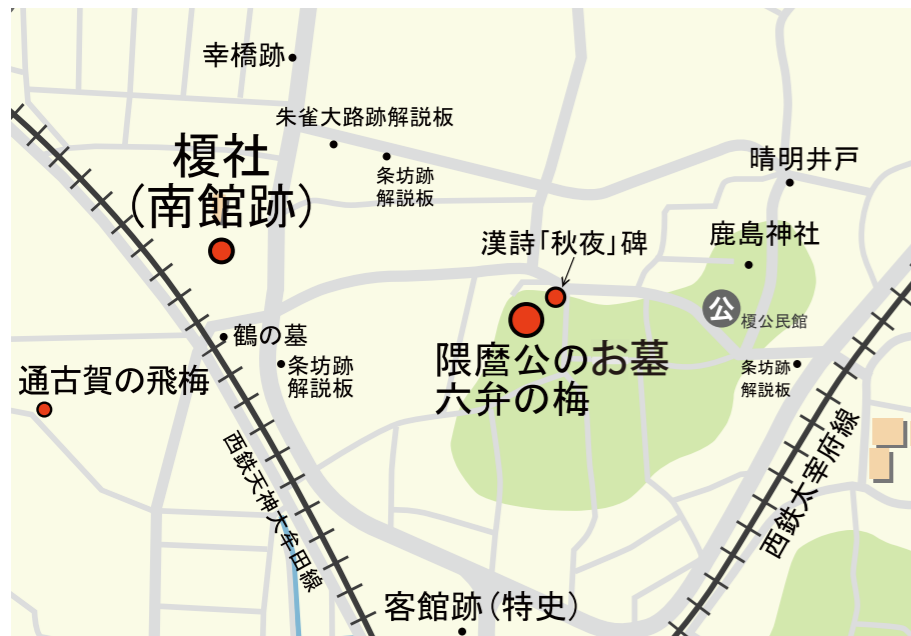 幸橋跡
朱雀大路跡解説板
榎社
(南館跡)
条坊跡
解説板
晴明井戸
漢詩「秋夜」碑
鹿島神社
公
榎公民館
鶴の墓
隈麿公のお墓
六弁の梅
通古賀の飛梅
条坊跡
解説板
条坊跡
解説板
西鉄天神大牟田線
西鉄太宰府線
客館跡(特史)